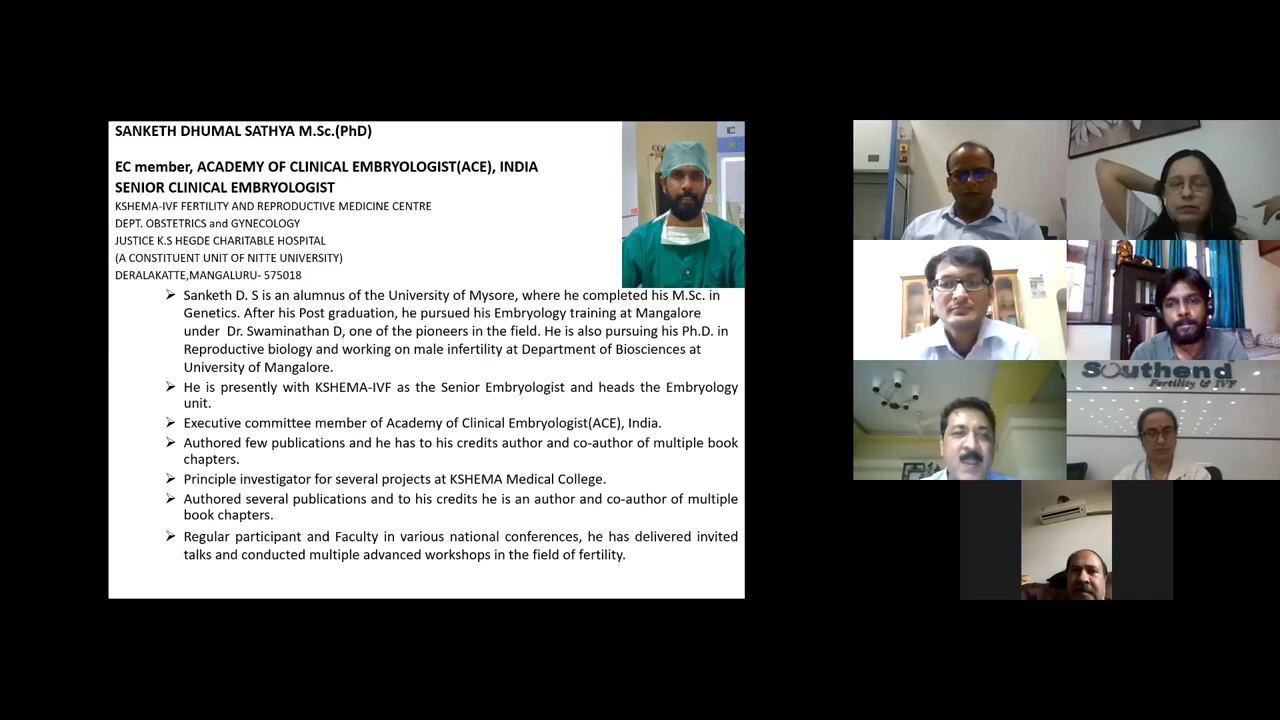 SANKETH DHUMAL SATHYA M.Sc.(PhD)
EC member, ACADEMY OF CLINICAL EMBRYOLOGIST(ACE), INDIA
SENIOR CLINICAL EMBRYOLOGIST
KSHEMA-IVF FERTILITY AND REPRODUCTIVE MEDICINE CENTRE
DEPT. OBSTETRICS and GYNECOLOGY
JUSTICE K.S HEGDE CHARITABLE HOSPITAL
(A CONSTITUENT UNIT OF NITTE UNIVERSITY)
DERALAKATTE,MANGALURU- 575018
➢ Sanketh D. S is an alumnus of the University of Mysore, where he completed his M.Sc. in
Genetics. After his Post graduation, he pursued his Embryology training at Mangalore
under Dr. Swaminathan D, one of the pioneers in the field. He is also pursuing his Ph.D. in
Reproductive biology and working on male infertility at Department of Biosciences at
University of Mangalore.
➢ He is presently with KSHEMA-IVF as the Senior Embryologist and heads the Embryology
unit.
➢ Executive committee member of Academy of Clinical Embryologist(ACE), India.
➢ Authored few publications and he has to his credits author and co-author of multiple book
chapters.
➢ Principle investigator for several projects at KSHEMA Medical College.
➢ Authored several publications and to his credits he is an author and co-author of multiple
book chapters.
➢ Regular participant and Faculty in various national conferences, he has delivered invited
talks and conducted multiple advanced workshops in the field of fertility.
Southend
Fertility & IVF